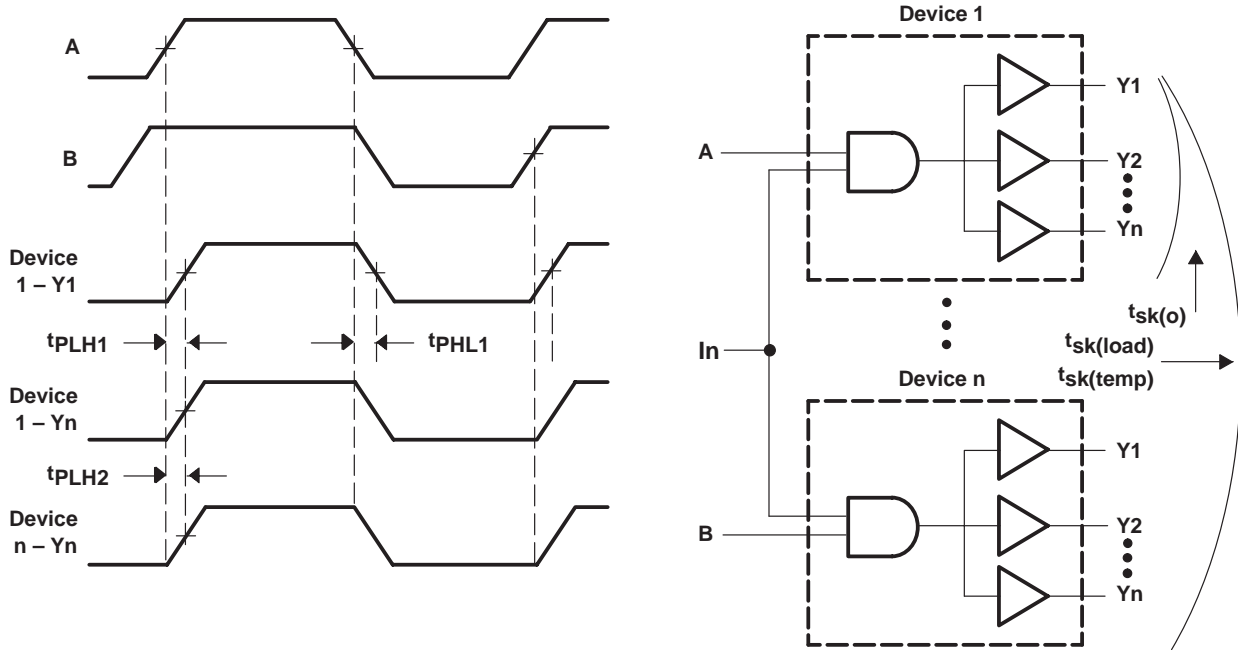 A
B
Device
1 – Y1
tPLH1
tPHL1
Device
1 – Yn
tPLH2
Device
n – Yn
Device 1
A
Y1
Y2
Yn
tsk(o)
In
tsk(load)
tsk(temp)
Device n
B
Y1
Y2
Yn